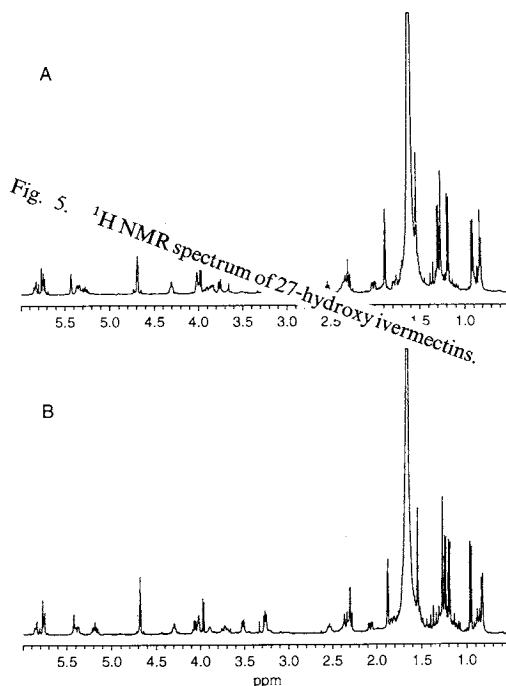 A
Fig. 5. ¹H NMR spectrum of 27-hydroxy ivermectins.
5.5 5.0 4.5 4.0 3.5 3.0 2.5 1.5 1.0
B
5.5 5.0 4.5 4.0 3.5 3.0 2.5 2.0 1.5 1.0
ppm